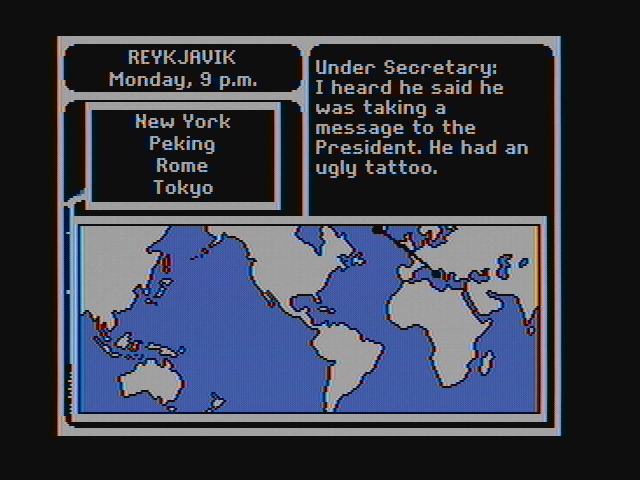 REYKJAVIK
Monday, 9 p.m.
New York
Peking
Rome
Tokyo
Under Secretary:
I heard he said he
was taking a
message to the
President. He had an
ugly tattoo.